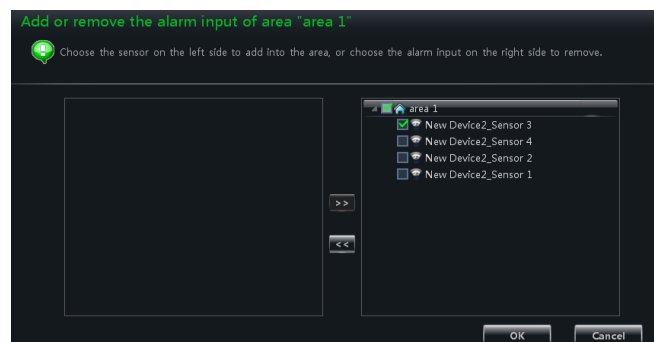 Add or remove the alarm input of area "area 1"
Choose the sensor on the left side to add into the area, or choose the alarm input on the right side to remove.
area 1
New Device2_Sensor 3
New Device2_Sensor 4
New Device2_Sensor 2
New Device2_Sensor 1
>>
<<
OK Cancel